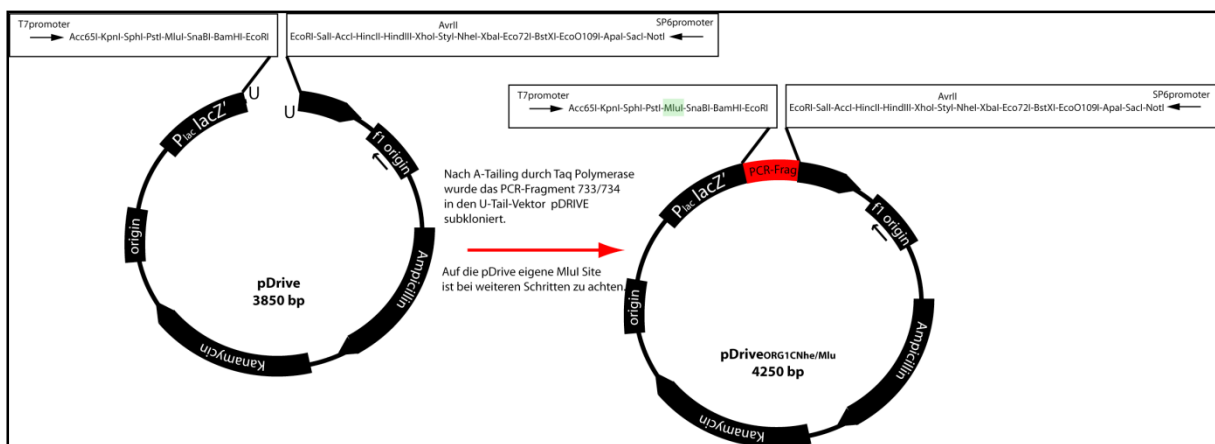 T7promoter
Acc65I-KpnI-SphI-PstI-MluI-SnaBI-BamHI-EcoRI
AvrII
SP6promoter
EcoRI-SalI-AccI-HincII-HindIII-XhoI-StyI-NheI-XbaI-Eco72I-BstXI-EcoO109I-ApaI-SacI-NotI
U
U
Plac lacZ'
f1 origin
origin
Ampicillin
Kanamycin
pDrive
3850 bp
Nach A-Tailing durch Taq Polymerase
wurde das PCR-Fragment 733/734
in den U-Tail-Vektor pDRIVE
subkloniert.
Auf die pDrive eigene MluI Site
ist bei weiteren Schritten zu achten.
T7promoter
Acc65I-KpnI-SphI-PstI-MluI-SnaBI-BamHI-EcoRI
AvrII
SP6promoter
EcoRI-SalI-AccI-HincII-HindIII-XhoI-StyI-NheI-XbaI-Eco72I-BstXI-EcoO109I-ApaI-SacI-NotI
PCR-Frag
Plac lacZ'
f1 origin
origin
Ampicillin
Kanamycin
pDriveORG1CNhe/Mlu
4250 bp